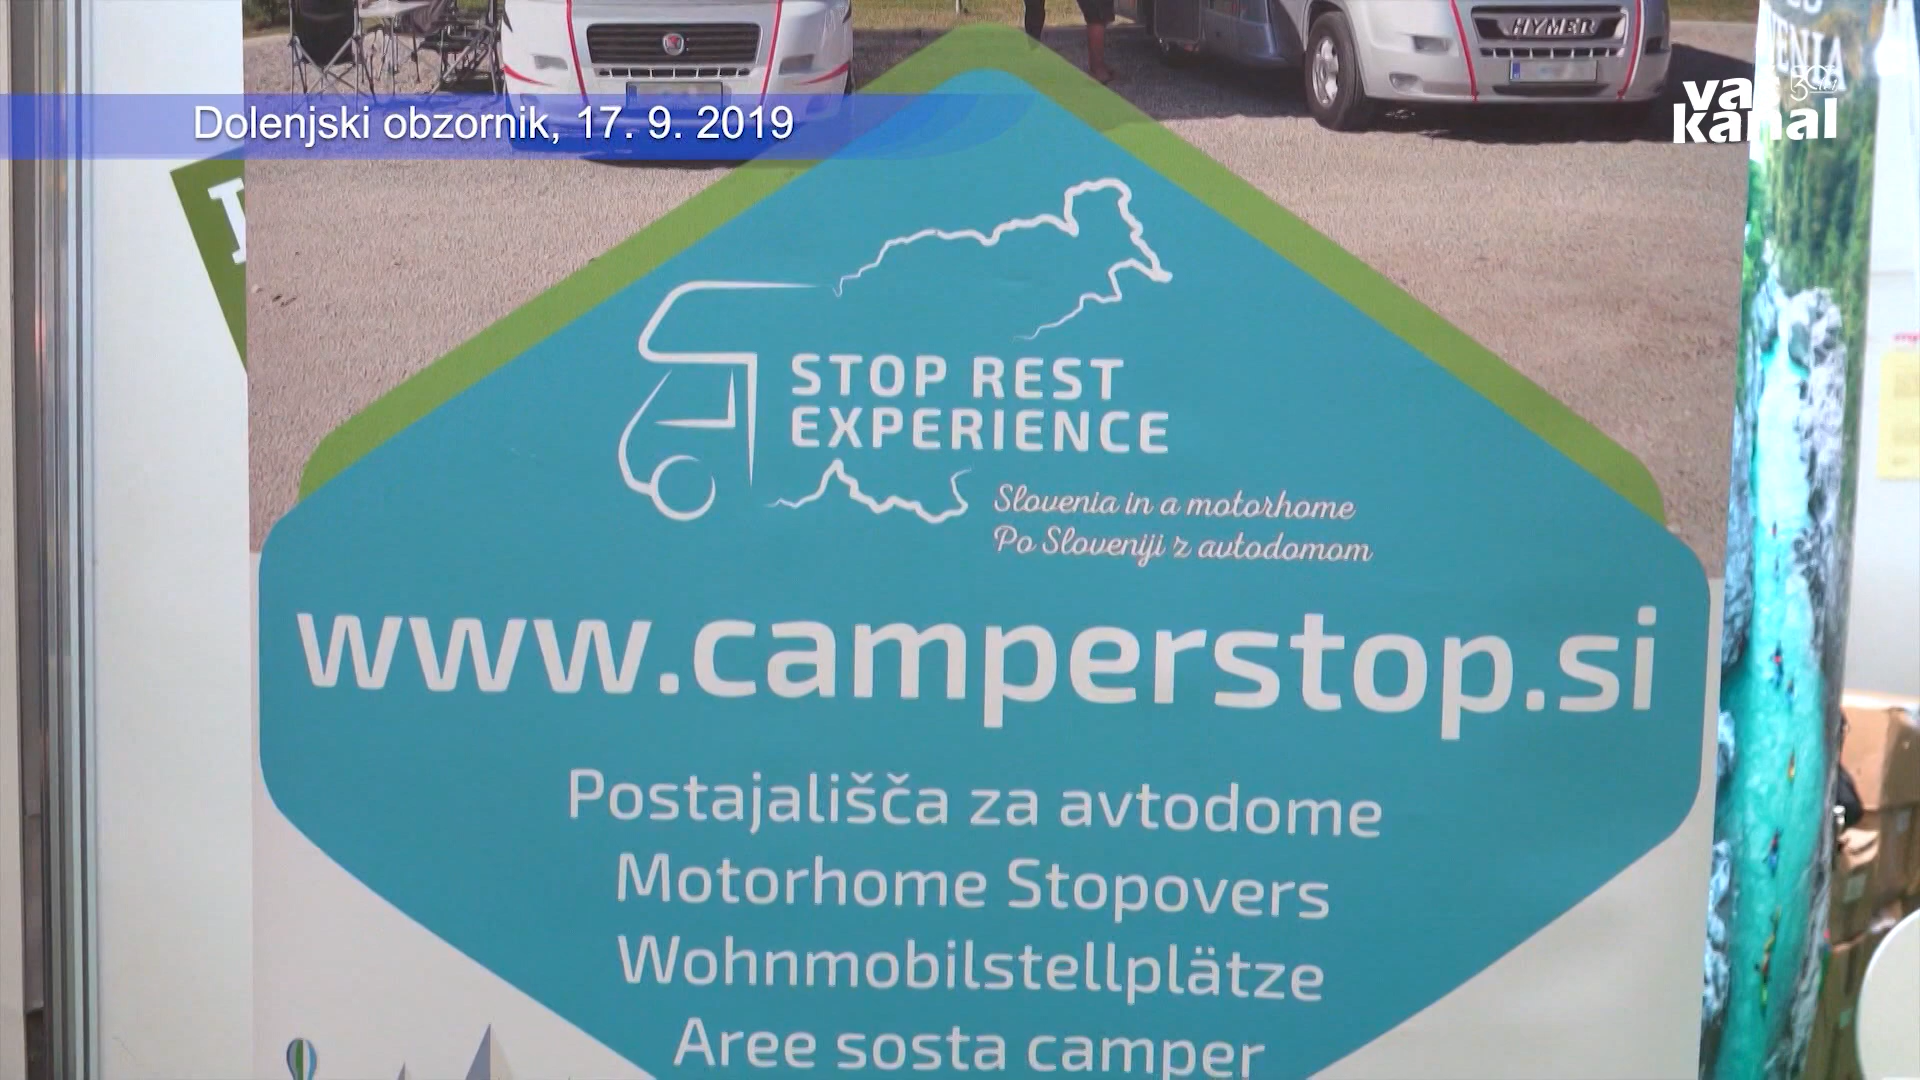 HYMER
Dolenjski obzornik, 17. 9. 2019
vaš
kanal
STOP REST
EXPERIENCE
Slovenia in a motorhome
Po Sloveniji z avtodomom
www.camperstop.si
Postajališča za avtodome
Motorhome Stopovers
Wohnmobilstellplätze
Aree sosta camper